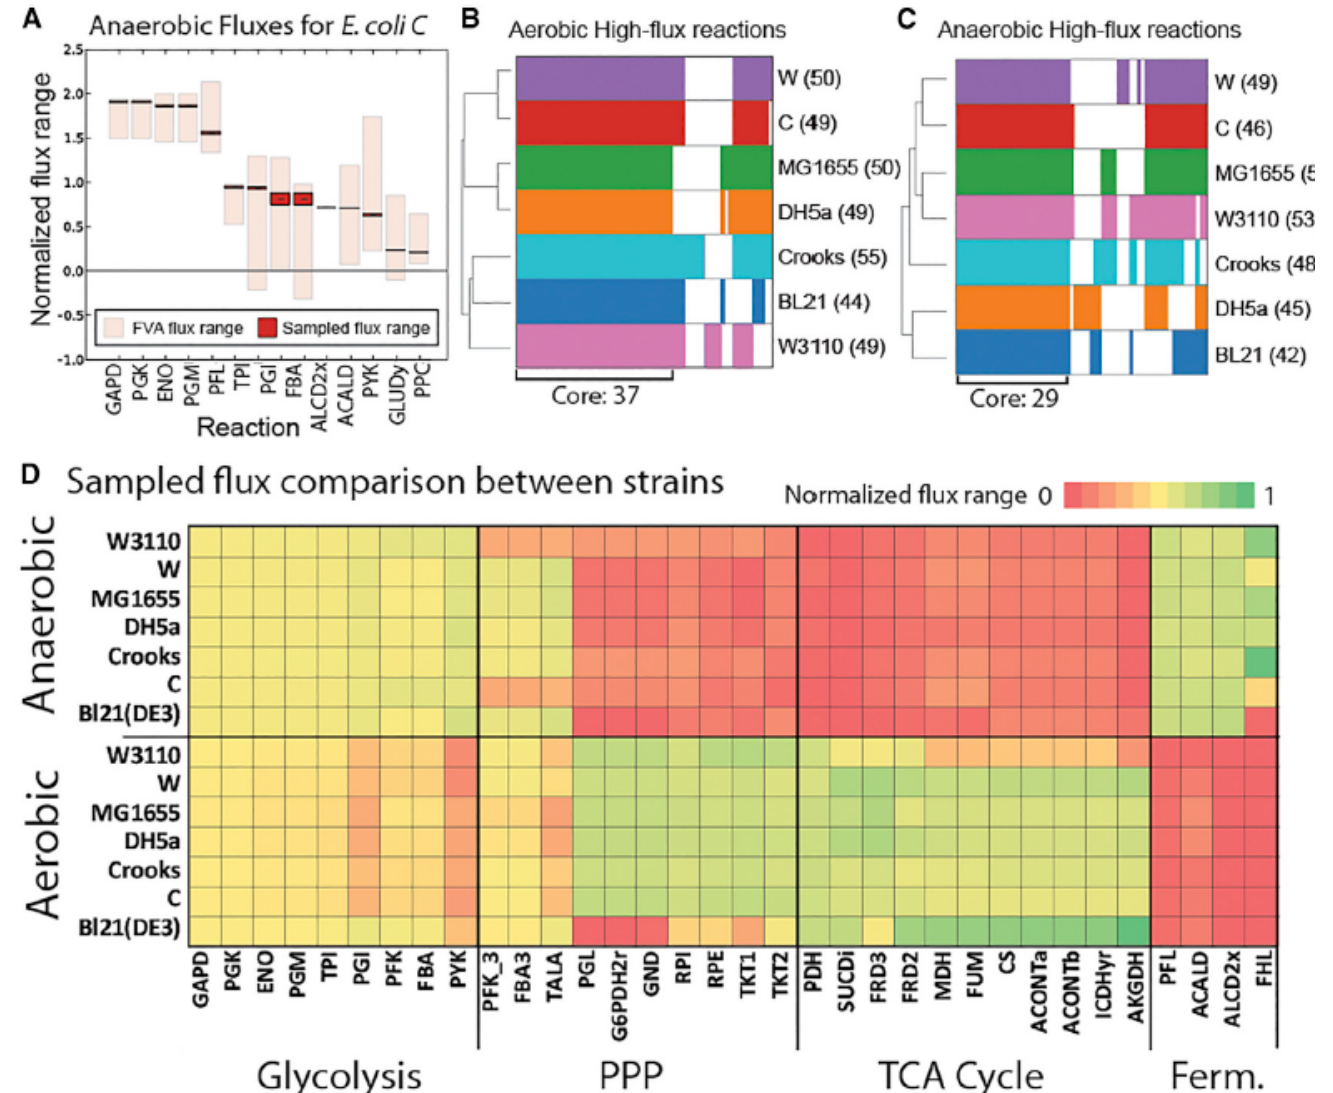 A Anaerobic Fluxes for E. coli C
Normalized flux range
2.5
2.0
1.5
1.0
0.5
0.0
-0.5
-1.0
FVA flux range
Sampled flux range
GAPD
PGK
ENO
PGM
PFL
TPI
PGI
FBA
ALCD2x
ACALD
PYK
GLUDy
PPC
Reaction
B Aerobic High-flux reactions
W (50)
C (49)
MG1655 (50)
DH5a (49)
Crooks (55)
BL21 (44)
W3110 (49)
Core: 37
C Anaerobic High-flux reactions
W (49)
C (46)
MG1655 (5
W3110 (53
Crooks (48
DH5a (45)
BL21 (42)
Core: 29
D Sampled flux comparison between strains
Normalized flux range 0 1
Anaerobic
W3110
W
MG1655
DH5a
Crooks
C
Bl21(DE3)
Aerobic
W3110
W
MG1655
DH5a
Crooks
C
Bl21(DE3)
GAPD
PGK
ENO
PGM
TPI
PGI
PFK
FBA
PYK
PFK_3
FBA3
TALA
PGL
G6PDH2r
GND
RPI
RPE
TKT1
TKT2
PDH
SUCDi
FRD3
FRD2
MDH
FUM
CS
ACONTa
ACONTb
ICDHyr
AKGDH
PFL
ACALD
ALCD2x
FHL
Glycolysis PPP TCA Cycle Ferm.